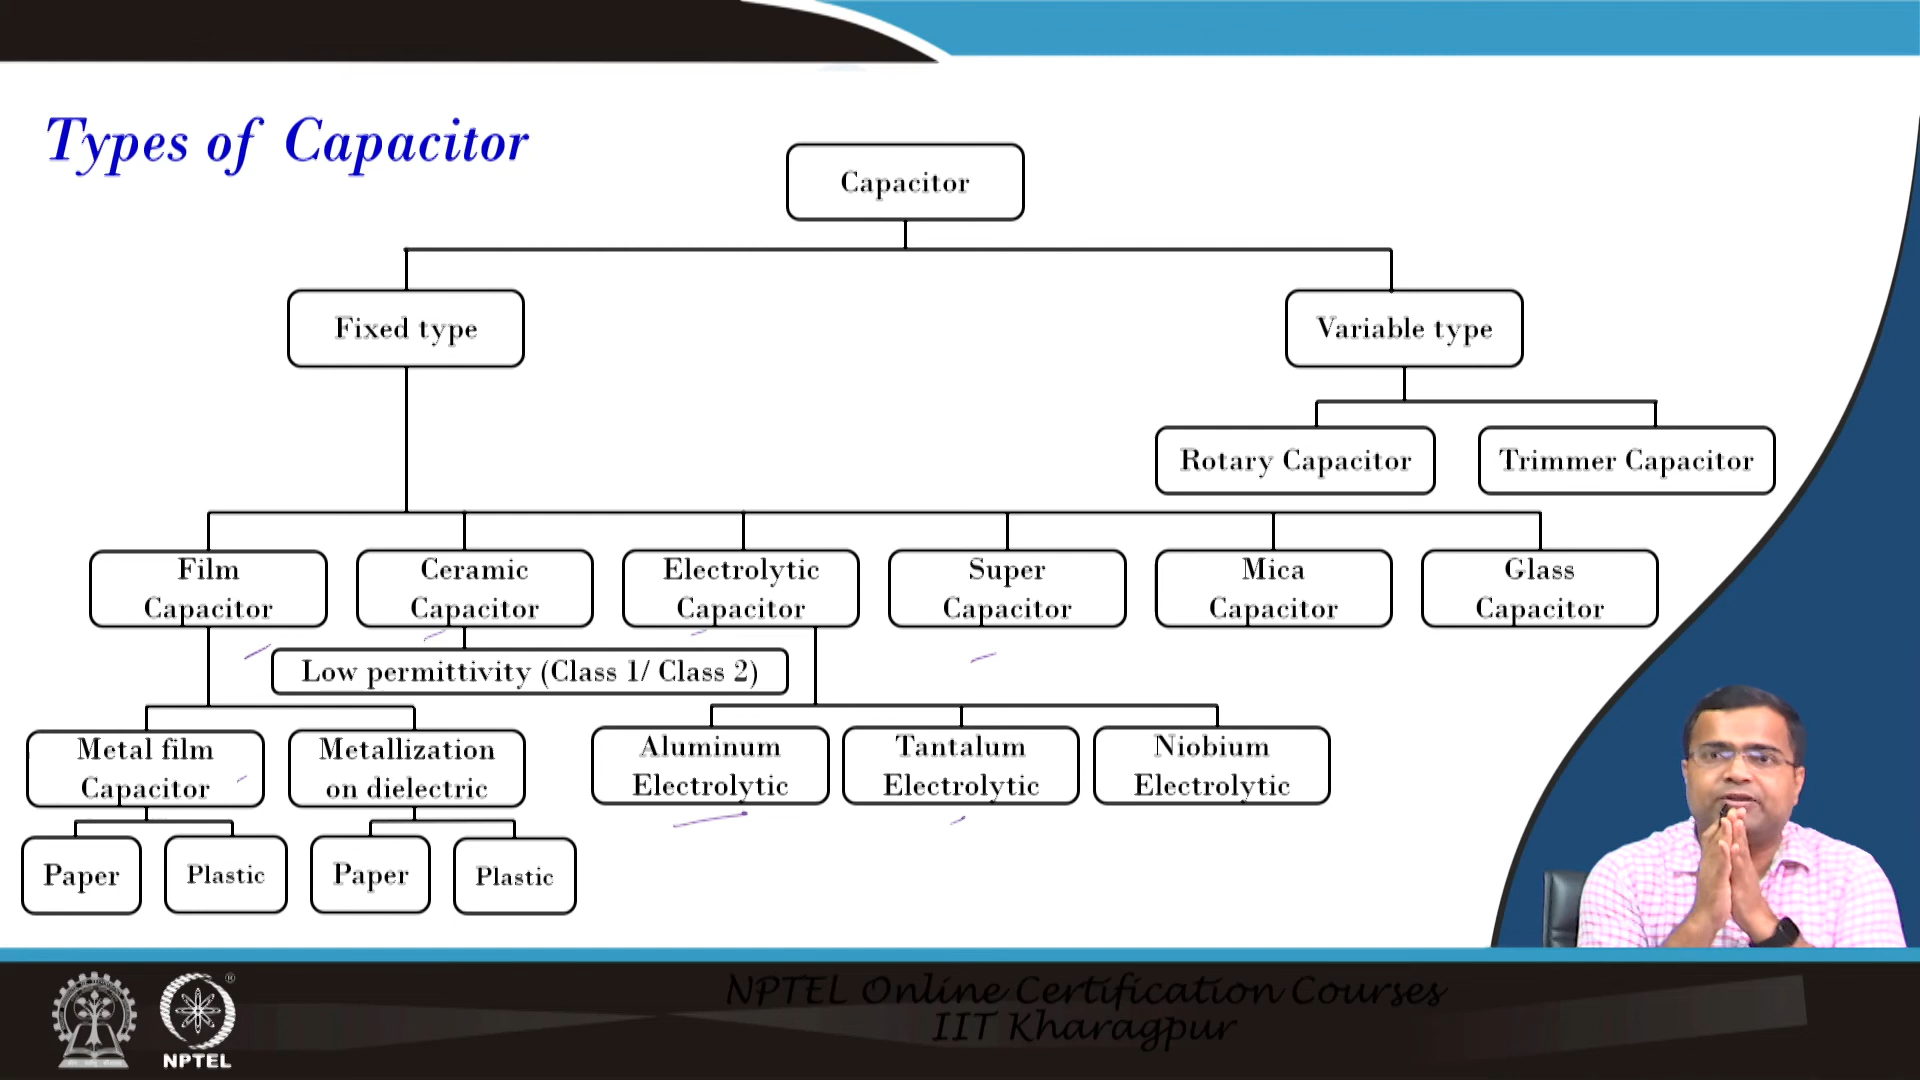 Types of Capacitor
Capacitor
Fixed type
Variable type
Rotary Capacitor
Trimmer Capacitor
Film
Capacitor
Ceramic
Capacitor
Electrolytic
Capacitor
Super
Capacitor
Mica
Capacitor
Glass
Capacitor
Low permittivity (Class 1/ Class 2)
Metal film
Capacitor
Metallization
on dielectric
Aluminum
Electrolytic
Tantalum
Electrolytic
Niobium
Electrolytic
Paper
Plastic
Paper
Plastic
NPTEL Online Certification Courses
IIT Kharagpur
NPTEL
®